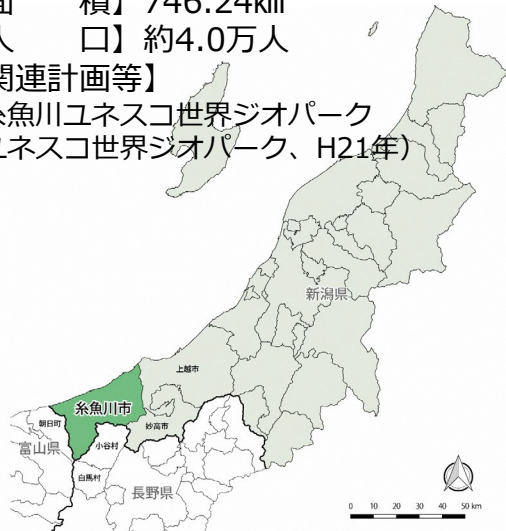 面　　積】746.24㎢
人　　口】約4.0万人
関連計画等】
糸魚川ユネスコ世界ジオパーク
ユネスコ世界ジオパーク、H21年）
新潟県
上越市
糸魚川市
朝日町
妙高市
小谷村
富山県
白馬村
長野県
0 10 20 30 40 50 km